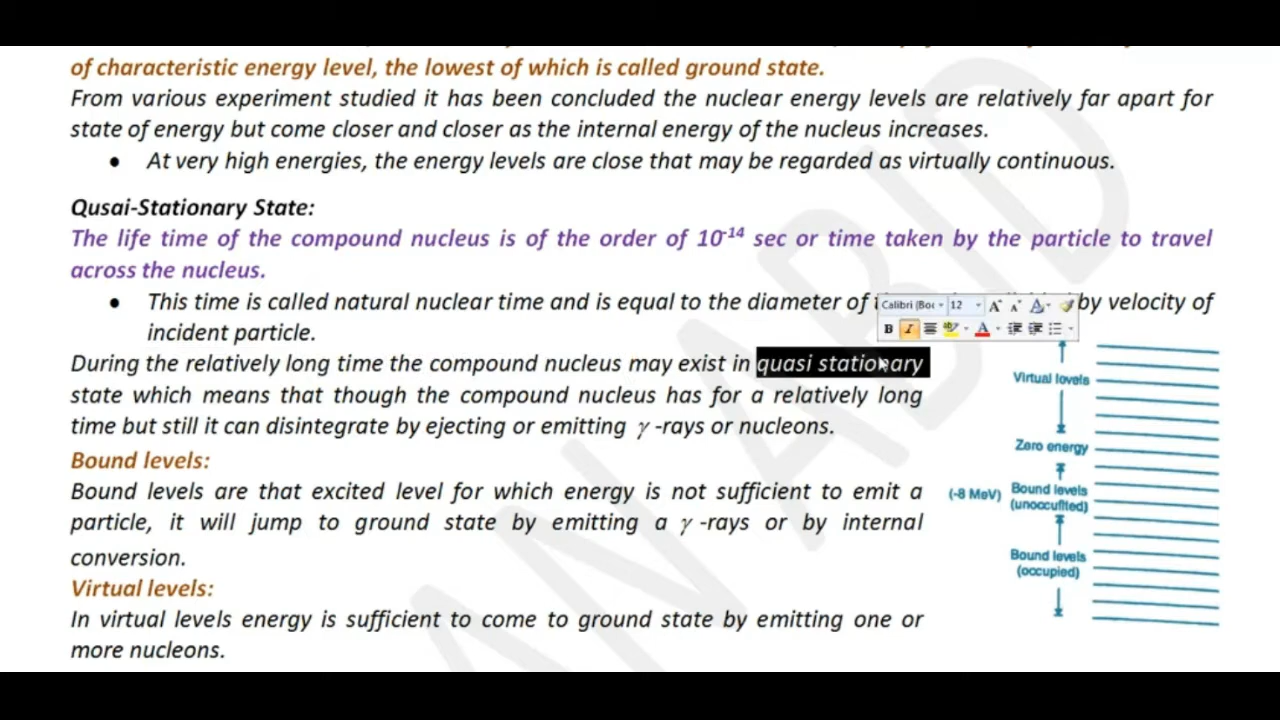 of characteristic energy level, the lowest of which is called ground state.
From various experiment studied it has been concluded the nuclear energy levels are relatively far apart for
state of energy but come closer and closer as the internal energy of the nucleus increases.
• At very high energies, the energy levels are close that may be regarded as virtually continuous.
Qusai-Stationary State:
The life time of the compound nucleus is of the order of 10⁻¹⁴ sec or time taken by the particle to travel
across the nucleus.
• This time is called natural nuclear time and is equal to the diameter of by velocity of
incident particle.
During the relatively long time the compound nucleus may exist in quasi stationary
state which means that though the compound nucleus has for a relatively long
time but still it can disintegrate by ejecting or emitting γ -rays or nucleons.
Bound levels:
Bound levels are that excited level for which energy is not sufficient to emit a
particle, it will jump to ground state by emitting a γ -rays or by internal
conversion.
Virtual levels:
In virtual levels energy is sufficient to come to ground state by emitting one or
more nucleons.
Calibri (Boc 12
B I
Virtual lovels
Zero energy
(-8 MeV) Bound levels
(unoccuflted)
Bound levels
(occupied)
AN ABID